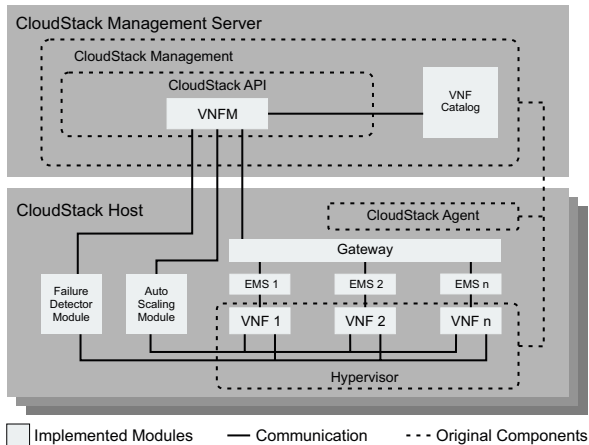 CloudStack Management Server
CloudStack Management
CloudStack API
VNFM
VNF
Catalog
CloudStack Host
CloudStack Agent
Gateway
Failure
Detector
Module
Auto
Scaling
Module
EMS 1
EMS 2
EMS n
VNF 1
VNF 2
VNF n
Hypervisor
Implemented Modules
Communication
Original Components